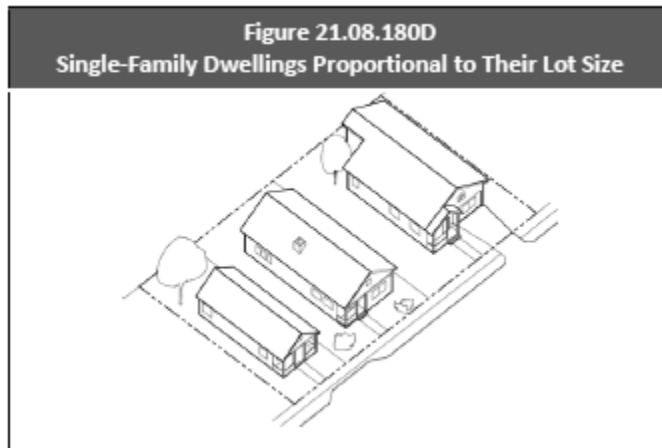 Figure 21.08.180D
Single-Family Dwellings Proportional to Their Lot Size